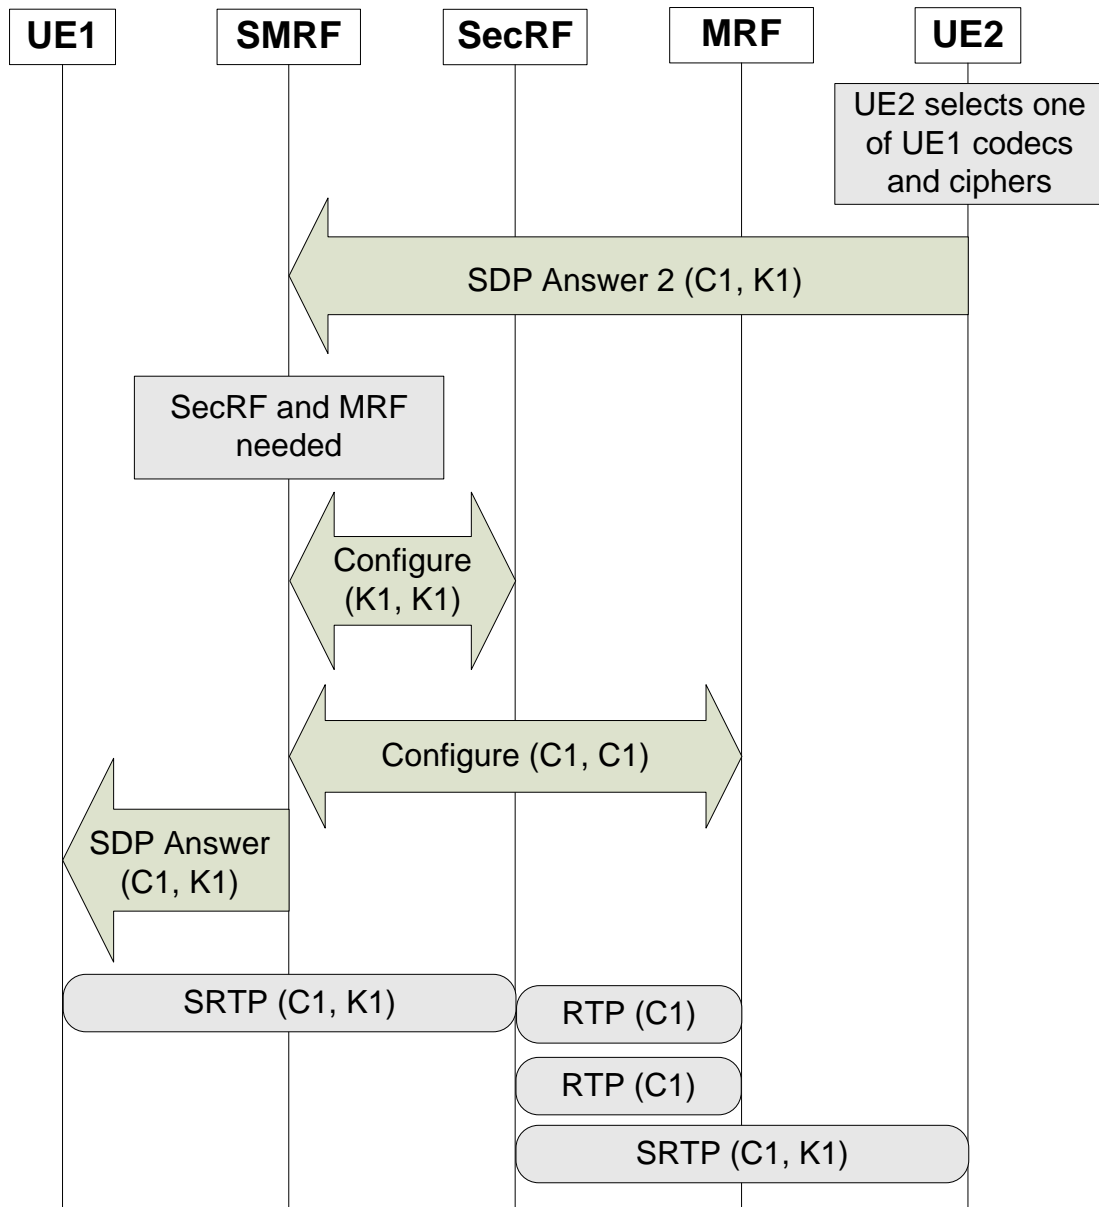 UE1
SMRF
SecRF
MRF
UE2
UE2 selects one
of UE1 codecs
and ciphers
SDP Answer 2 (C1, K1)
SecRF and MRF
needed
Configure
(K1, K1)
Configure (C1, C1)
SDP Answer
(C1, K1)
SRTP (C1, K1)
RTP (C1)
RTP (C1)
SRTP (C1, K1)